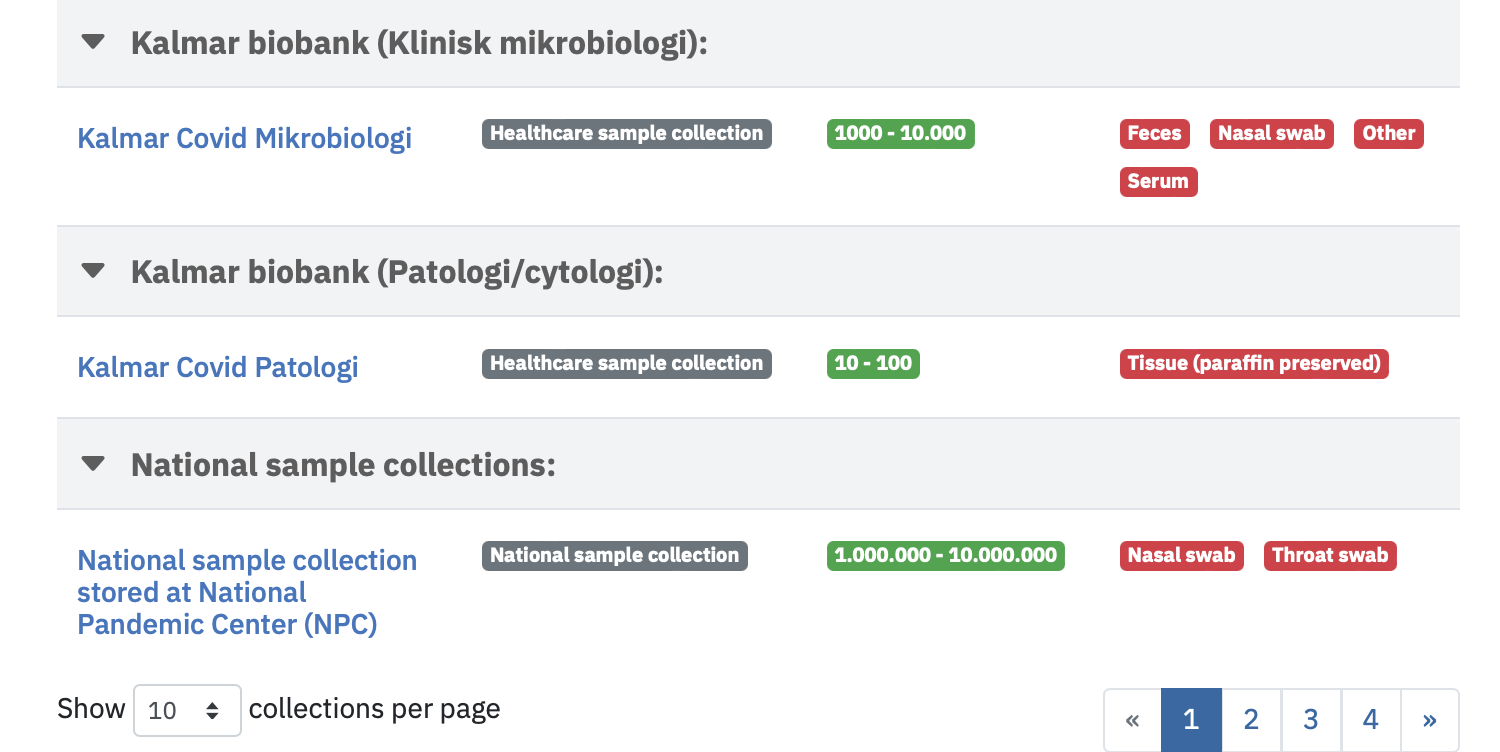 Kalmar biobank (Klinisk mikrobiologi):
Kalmar Covid Mikrobiologi Healthcare sample collection 1000 - 10.000 Feces Nasal swab Other
Serum
Kalmar biobank (Patologi/cytologi):
Kalmar Covid Patologi Healthcare sample collection 10 - 100 Tissue (paraffin preserved)
National sample collections:
National sample collection National sample collection 1.000.000 - 10.000.000 Nasal swab Throat swab
stored at National
Pandemic Center (NPC)
Show 10 collections per page « 1 2 3 4 »